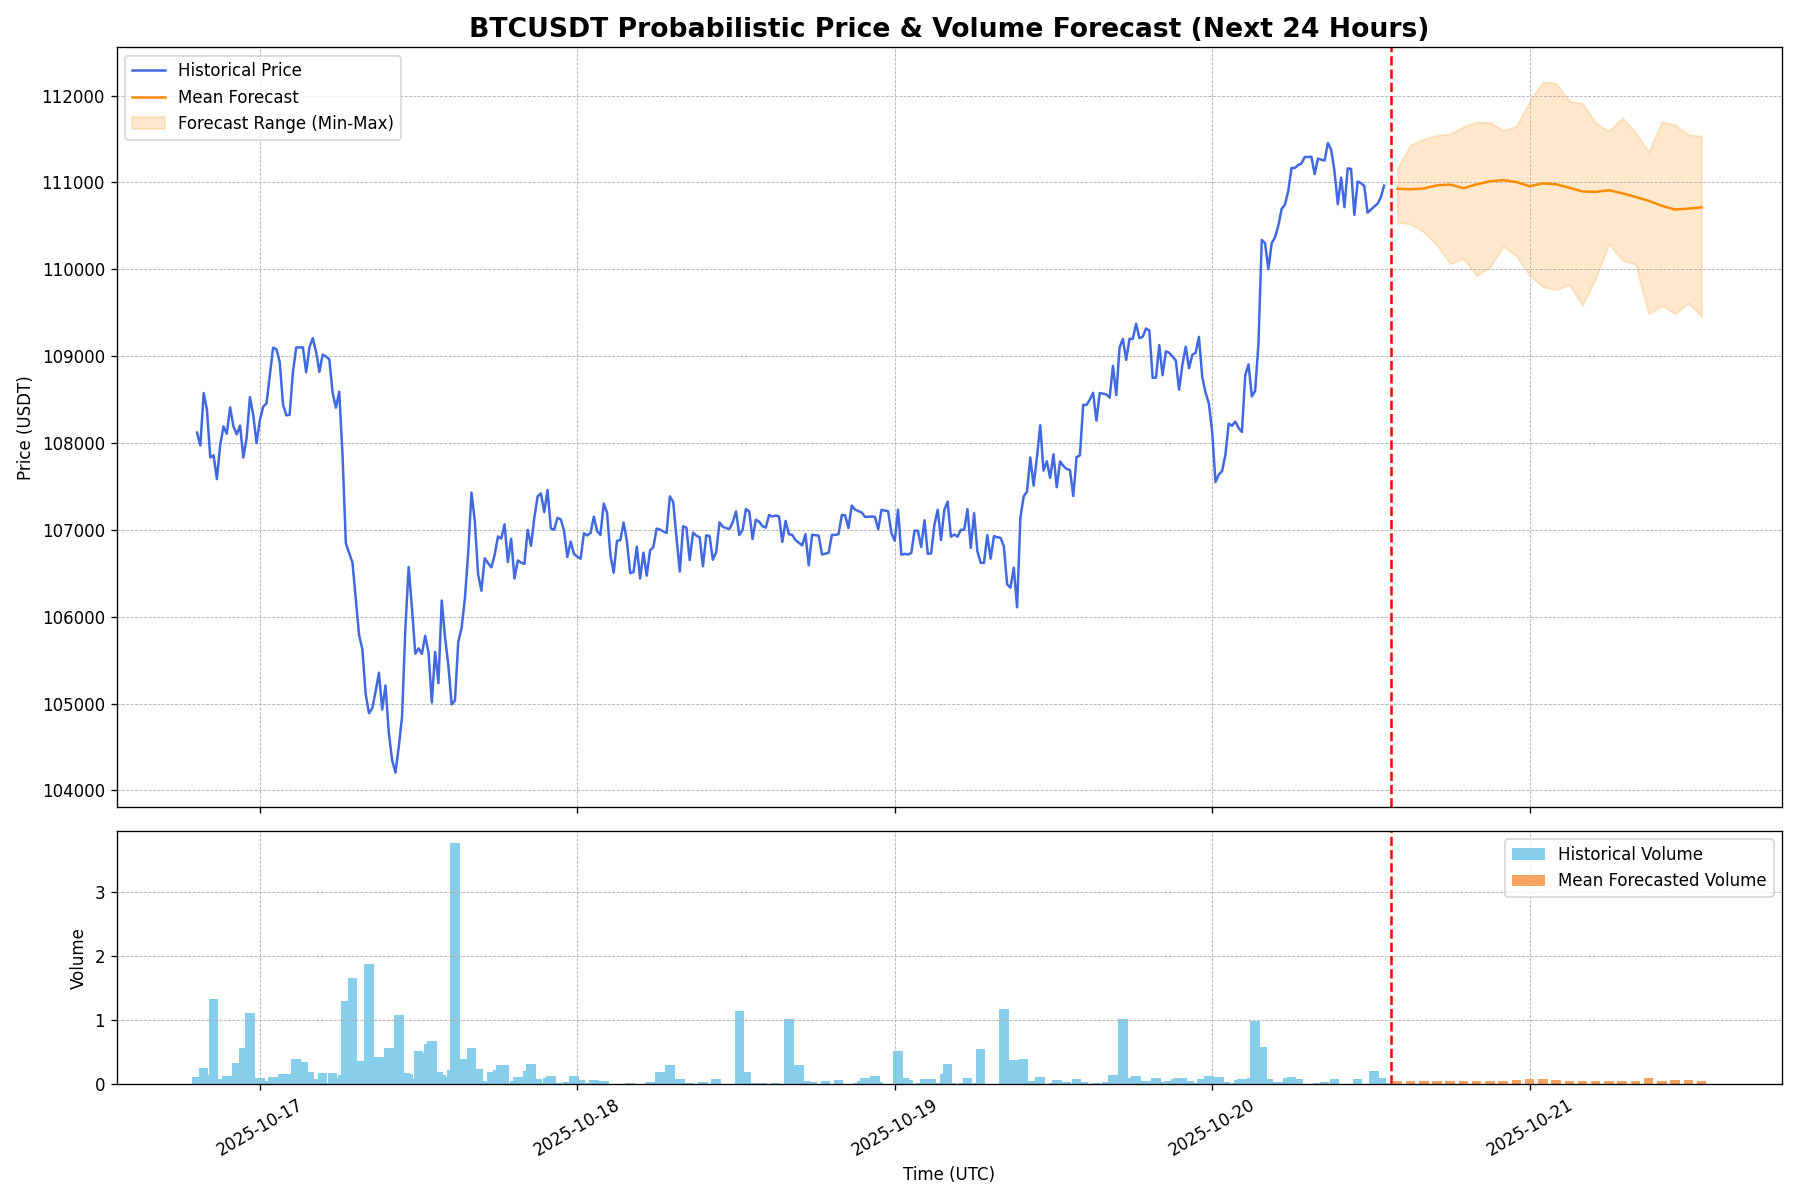 BTCUSDT Probabilistic Price & Volume Forecast (Next 24 Hours)
Historical Price
Mean Forecast
Forecast Range (Min-Max)
112000
111000
110000
109000
108000
107000
106000
105000
104000
Price (USDT)
Historical Volume
Mean Forecasted Volume
3
2
1
0
Volume
2025-10-17
2025-10-18
2025-10-19
2025-10-20
2025-10-21
Time (UTC)